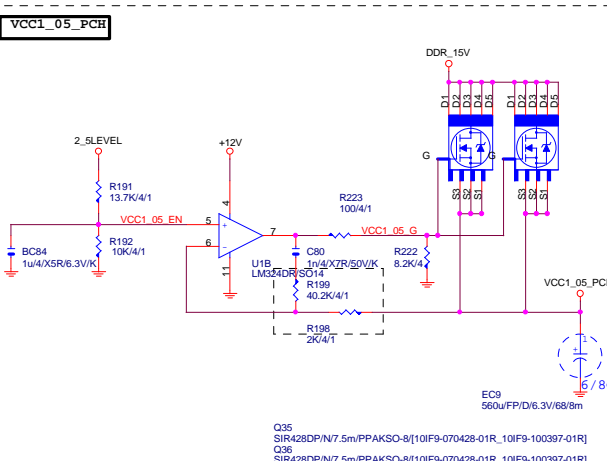 VCC1_05_PCH
DDR_15V
D1
D2
D3
D4
D5
D1
D2
D3
D4
D5
G
G
S3
S2
S1
S3
S2
S1
2_5LEVEL
+12V
R191
13.7K/4/1
VCC1_05_EN
R192
10K/4/1
BC84
1u/4/X5R/6.3V/K
4
5
+
6
-
7
11
U1B
LM324DR/SO14
R223
100/4/1
VCC1_05_G
C80
1n/4/X7R/50V/K
R222
8.2K/4
R199
40.2K/4/1
R198
2K/4/1
VCC1_05_PCH
1
+
EC9
560u/FP/D/6.3V/68/8m
Q35
SIR428DP/N/7.5m/PPAKSO-8/[10IF9-070428-01R_10IF9-100397-01R]
Q36
SIR428DP/N/7.5m/PPAKSO-8/[10IF9-070428-01R_10IF9-100397-01R]